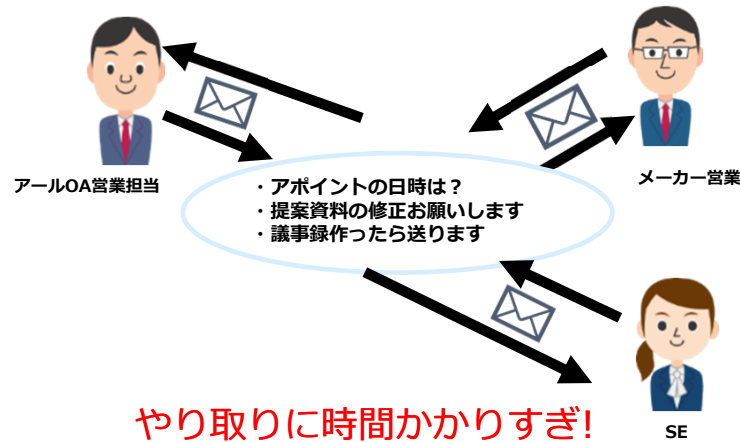 アールOA営業担当
メーカー営業
・アポイントの日時は？
・提案資料の修正お願いします
・議事録作ったら送ります
SE
やり取りに時間かかりすぎ!